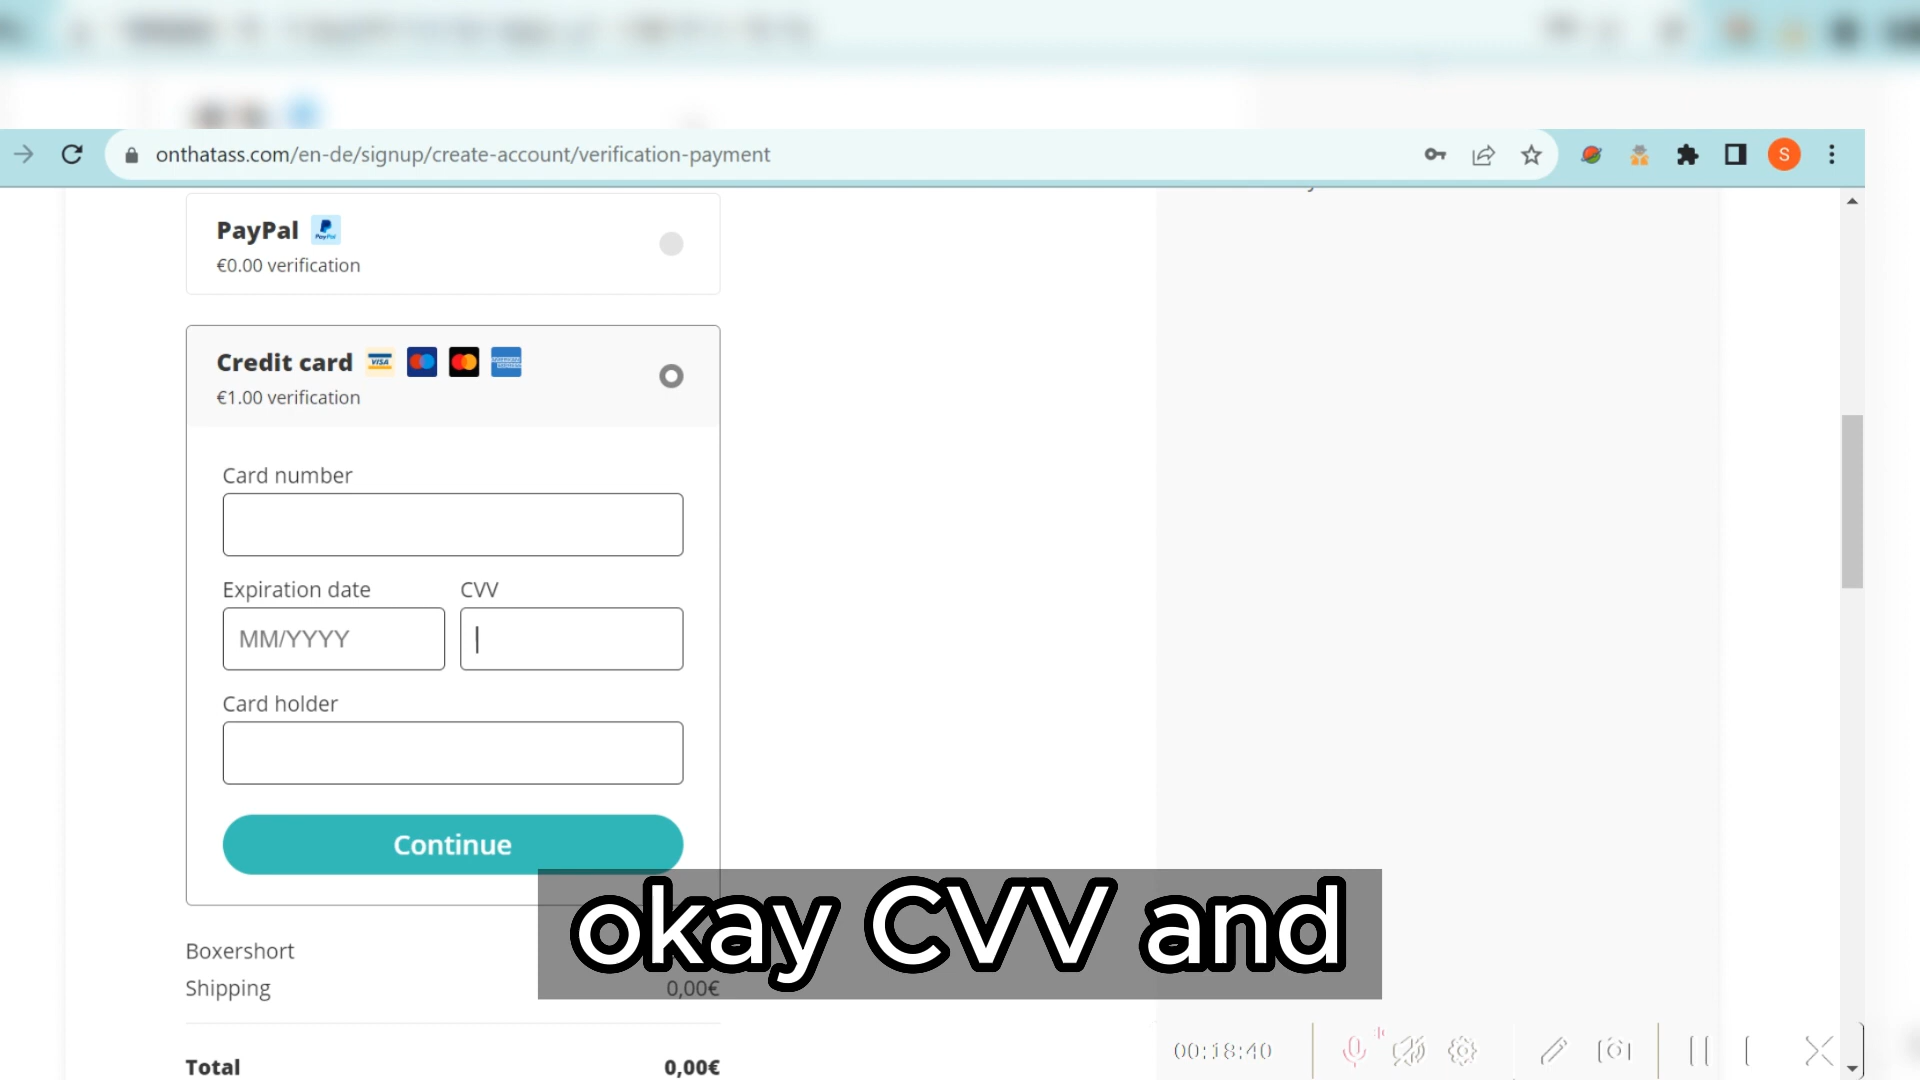 onthatass.com/en-de/signup/create-account/verification-payment
S
PayPal PayPal
€0.00 verification
Credit card VISA
€1.00 verification
Card number
Expiration date CVV
MM/YYYY
Card holder
Continue
okay CVV and
Boxershort
Shipping 0,00€
Total 0,00€
00:18:40